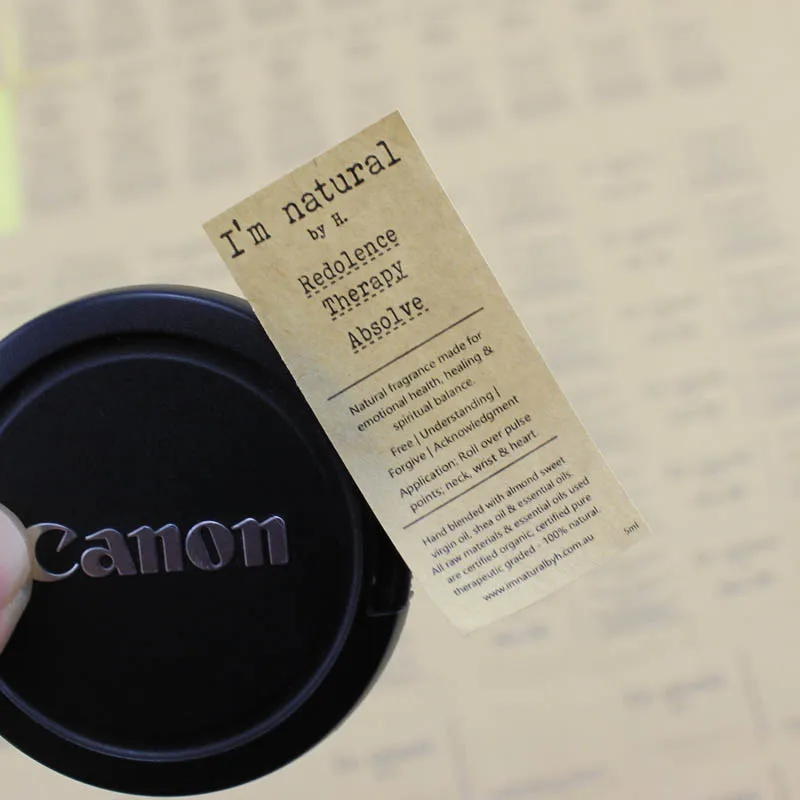 I'm natural
by H.
Redolence
Therapy
Absolve
Natural fragrance made for
emotional health, healing &
spiritual balance.
Free | Understanding |
Forgive | Acknowledgment
Application: Roll over pulse
points; neck, wrist & heart.
Hand blended with almond sweet
virgin oil, shea oil & essential oils.
All raw materials & essential oils used
are certified organic, certified pure
therapeutic graded - 100% natural.
www.imnaturalbyh.com.au
5ml
Canon